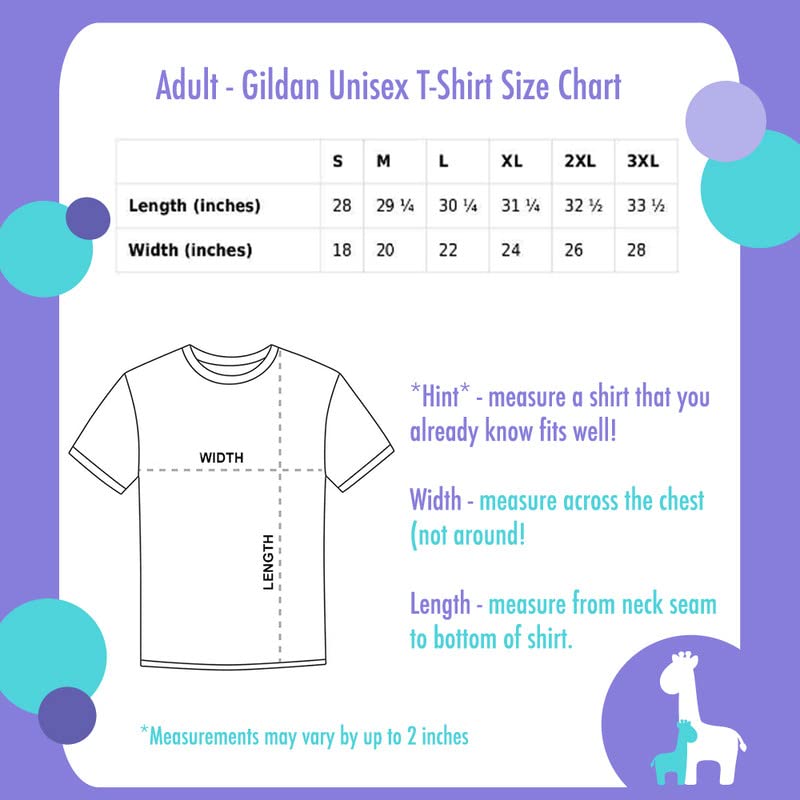 Adult - Gildan Unisex T-Shirt Size Chart
S M L XL 2XL 3XL
Length (inches) 28 29 ¼ 30 ¼ 31 ¼ 32 ½ 33 ½
Width (inches) 18 20 22 24 26 28
WIDTH
LENGTH
*Hint* - measure a shirt that you
already know fits well!
Width - measure across the chest
(not around!
Length - measure from neck seam
to bottom of shirt.
*Measurements may vary by up to 2 inches